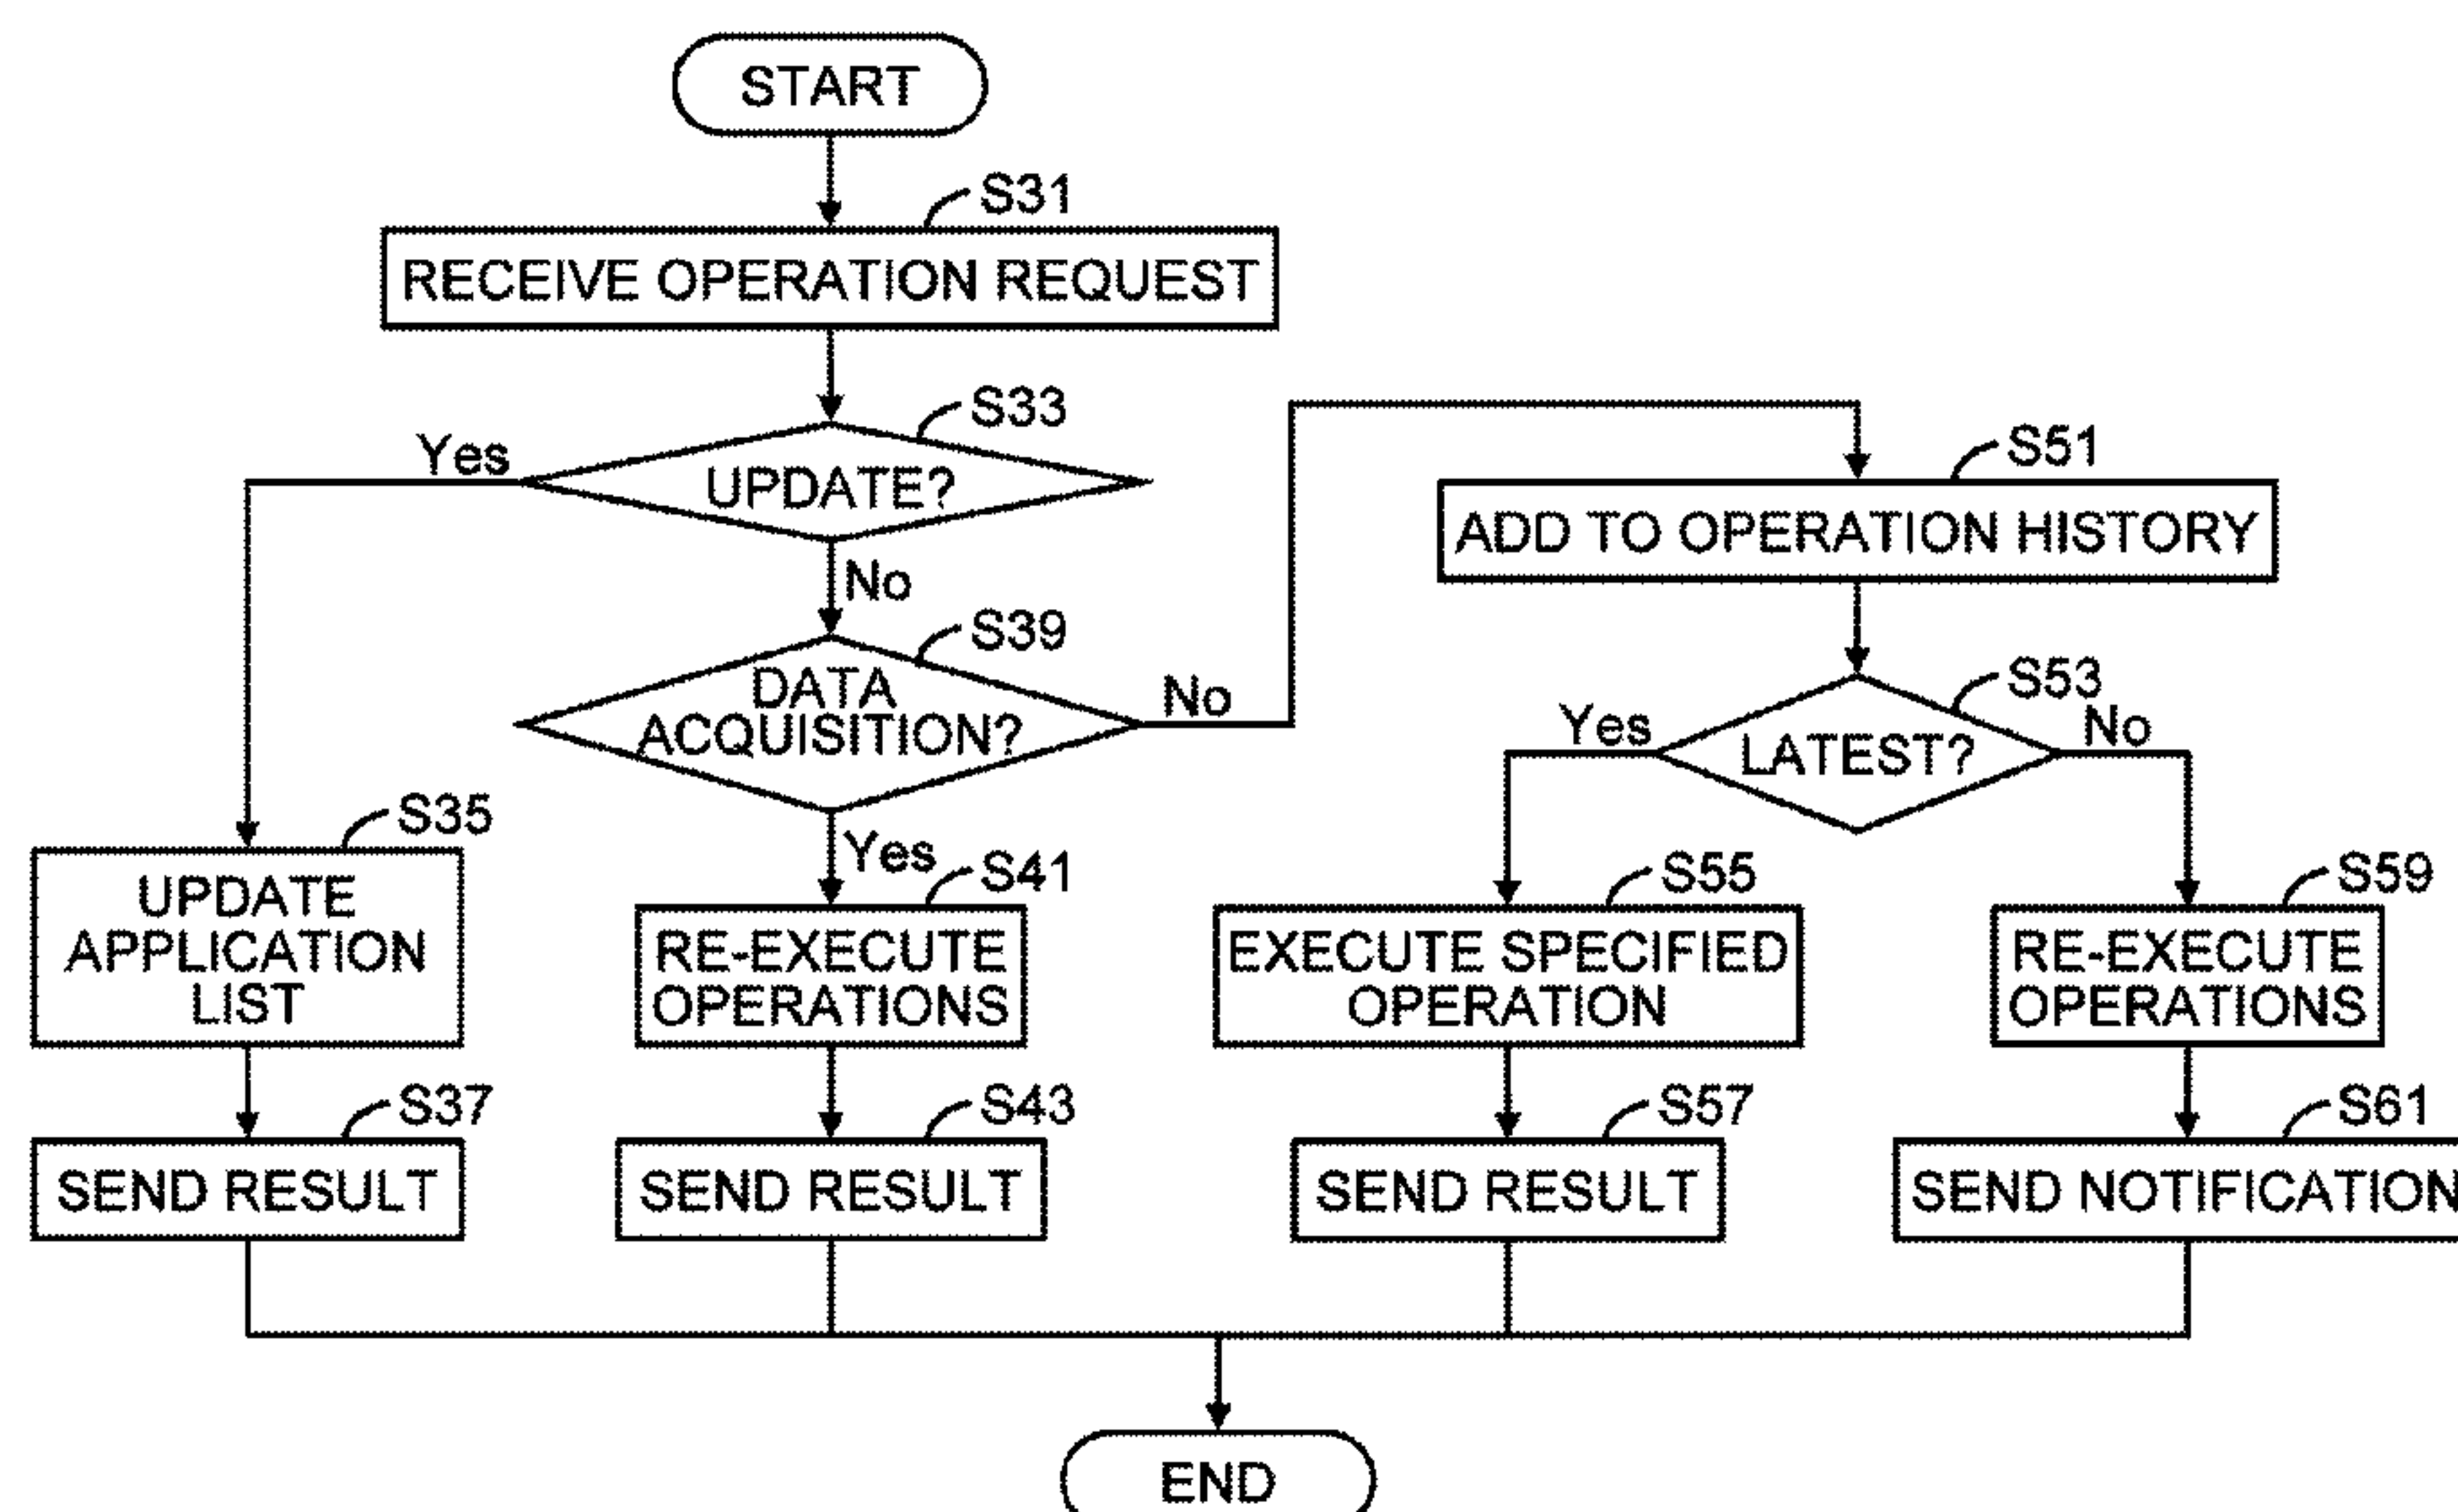 START
S31
RECEIVE OPERATION REQUEST
S33
Yes
UPDATE?
No
S39
DATA
ACQUISITION?
No
Yes
S35
UPDATE
APPLICATION
LIST
S37
SEND RESULT
S41
RE-EXECUTE
OPERATIONS
S43
SEND RESULT
S51
ADD TO OPERATION HISTORY
S53
Yes
LATEST?
No
S55
EXECUTE SPECIFIED
OPERATION
S57
SEND RESULT
S59
RE-EXECUTE
OPERATIONS
S61
SEND NOTIFICATION
END